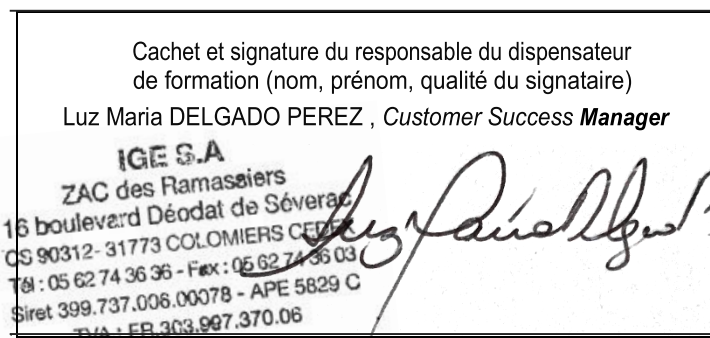 Cachet et signature du responsable du dispensateur
de formation (nom, prénom, qualité du signataire)
Luz Maria DELGADO PEREZ , Customer Success Manager
IGE S.A
ZAC des Ramassiers
16 boulevard Déodat de Séverac
CS 90312- 31773 COLOMIERS CEDEX
Tél : 05 62 74 36 36 - Fax : 05 62 74 36 03
Siret 399.737.006.00078 - APE 5829 C
TVA : FR.303.997.370.06